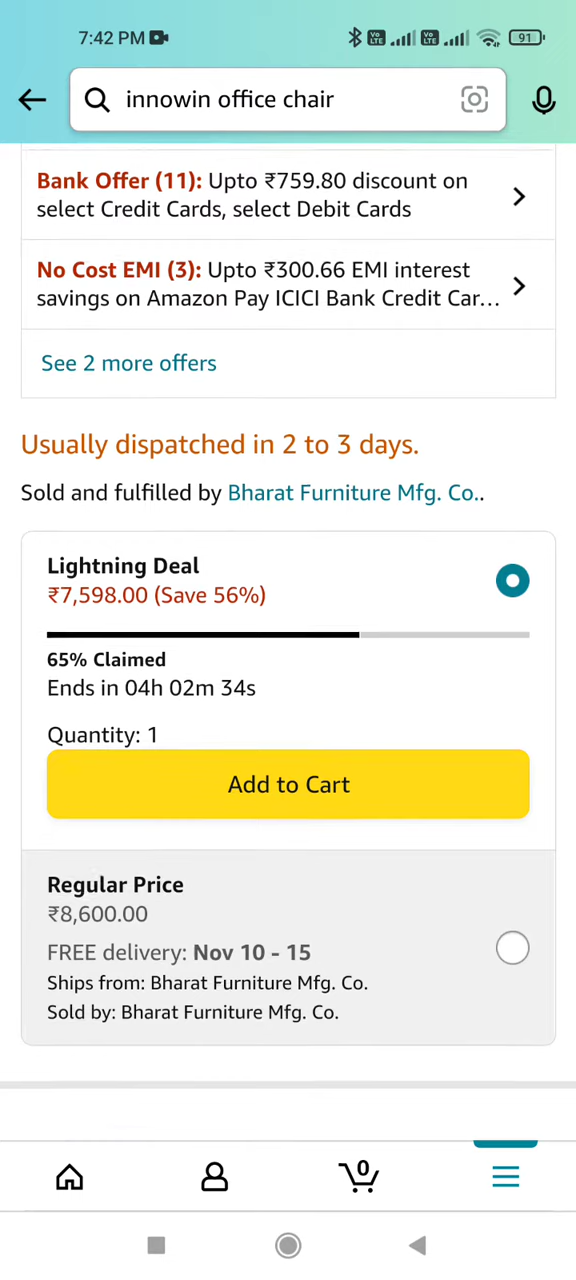 7:42 PM
Vo LTE
Vo LTE
91
innowin office chair
Bank Offer (11): Upto ₹759.80 discount on
select Credit Cards, select Debit Cards
No Cost EMI (3): Upto ₹300.66 EMI interest
savings on Amazon Pay ICICI Bank Credit Car...
See 2 more offers
Usually dispatched in 2 to 3 days.
Sold and fulfilled by Bharat Furniture Mfg. Co..
Lightning Deal
₹7,598.00 (Save 56%)
65% Claimed
Ends in 04h 02m 34s
Quantity: 1
Add to Cart
Regular Price
₹8,600.00
FREE delivery: Nov 10 - 15
Ships from: Bharat Furniture Mfg. Co.
Sold by: Bharat Furniture Mfg. Co.
0